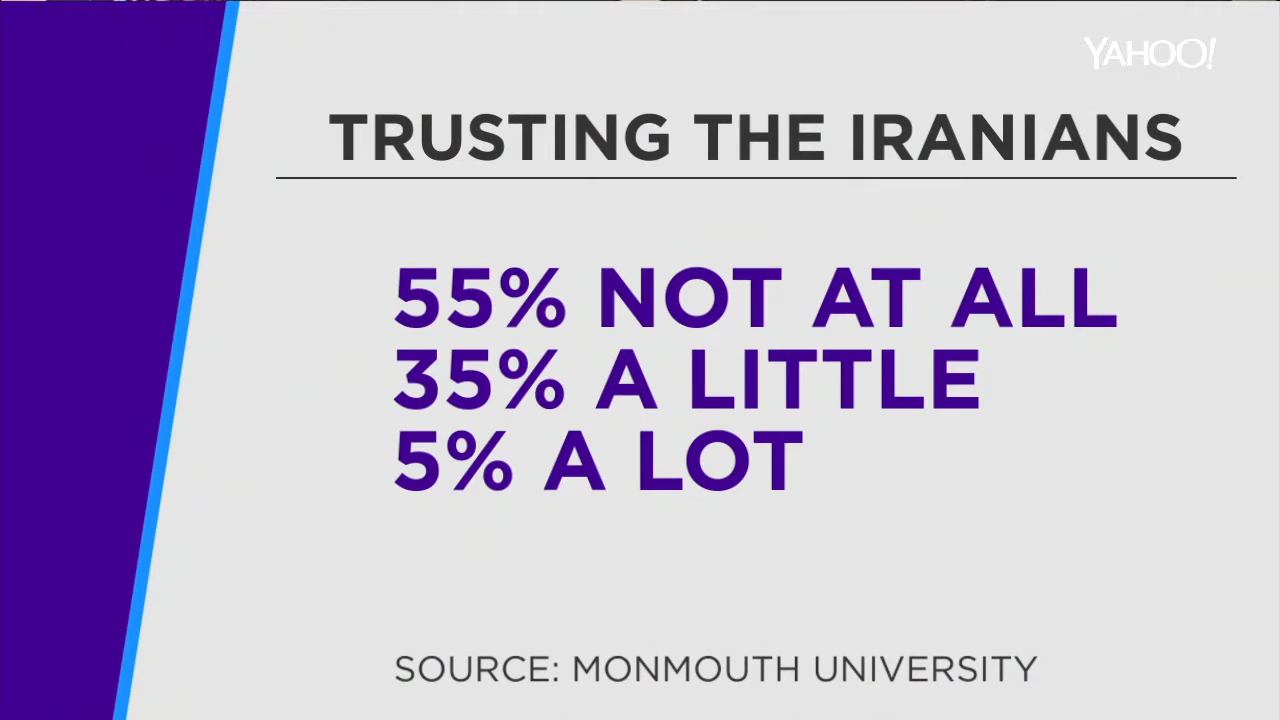 YAHOO!
TRUSTING THE IRANIANS
55% NOT AT ALL
35% A LITTLE
5% A LOT
SOURCE: MONMOUTH UNIVERSITY